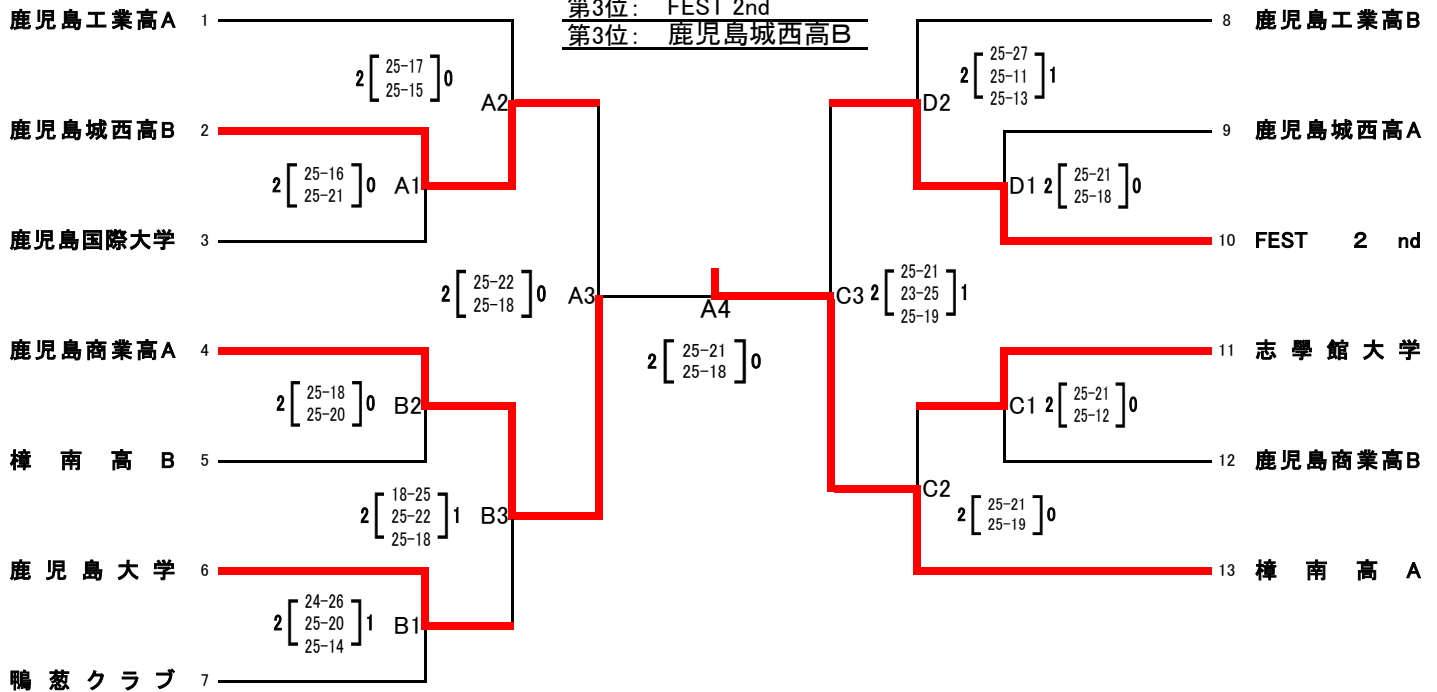 第3位: FEST 2nd
第3位: 鹿児島城西高B
鹿児島工業高A 1
2 [ 25-17 25-15 ] 0
A2
鹿児島城西高B 2
2 [ 25-16 25-21 ] 0
A1
鹿児島国際大学 3
2 [ 25-22 25-18 ] 0
A3
鹿児島商業高A 4
2 [ 25-18 25-20 ] 0
B2
樟南高B 5
2 [ 18-25 25-22 25-18 ] 1
B3
鹿児島大学 6
2 [ 24-26 25-20 25-14 ] 1
B1
鴨葱クラブ 7
A4
2 [ 25-21 25-18 ] 0
8 鹿児島工業高B
2 [ 25-27 25-11 25-13 ] 1
D2
9 鹿児島城西高A
D1 2 [ 25-21 25-18 ] 0
10 FEST 2 nd
C3 2 [ 25-21 23-25 25-19 ] 1
11 志學館大学
C1 2 [ 25-21 25-12 ] 0
12 鹿児島商業高B
C2
2 [ 25-21 25-19 ] 0
13 樟南高A